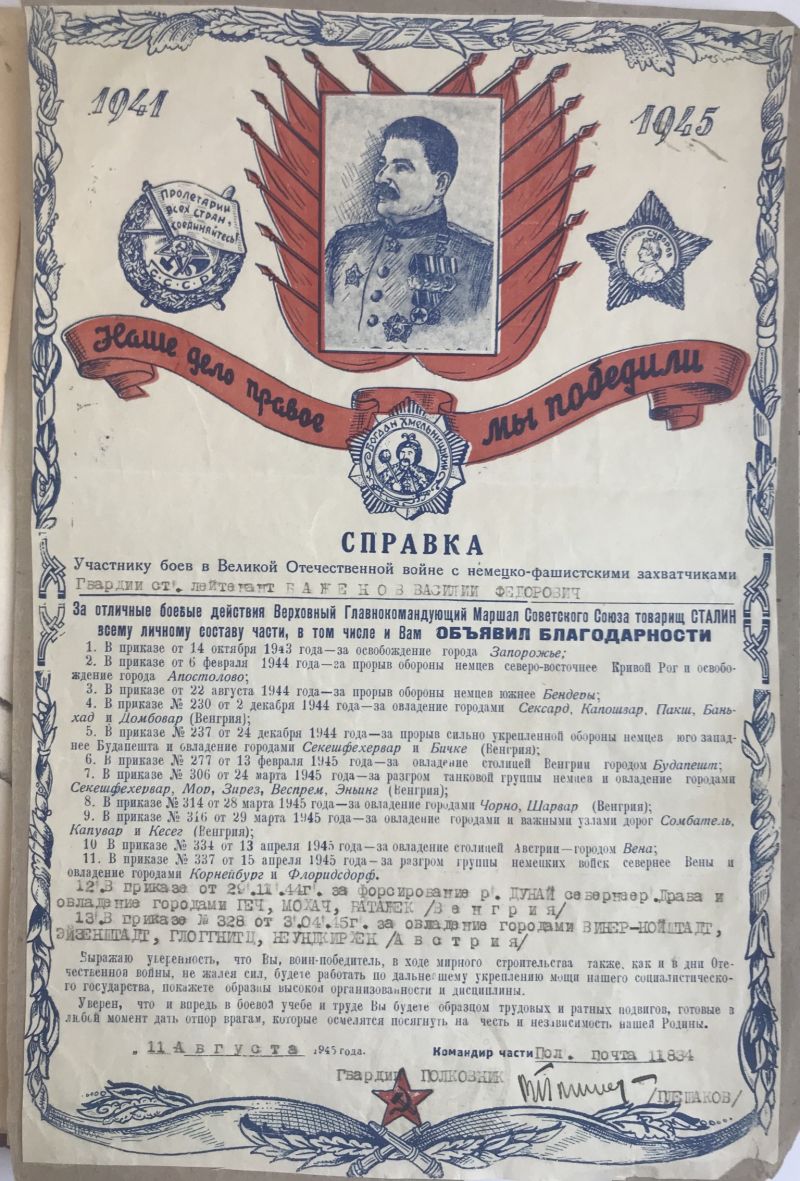 1941
1945
ПРОЛЕТАРИИ
ВСЕХ СТРАН,
СОЕДИНЯЙТЕСЬ!
СССР
АЛЕКСАНДР СУВОРОВ
Наше дело правое
мы победили
БОГДАН ХМЕЛЬНИЦКИЙ
СПРАВКА
Участнику боев в Великой Отечественной войне с немецко-фашистскими захватчиками
Гвардии ст. лейтенант БАЖЕНОВ ВАСИЛИЙ ФЕДОРОВИЧ
За отличные боевые действия Верховный Главнокомандующий Маршал Советского Союза товарищ СТАЛИН
всему личному составу части, в том числе и Вам ОБЪЯВИЛ БЛАГОДАРНОСТИ
1. В приказе от 14 октября 1943 года—за освобождение города Запорожье;
2. В приказе от 6 февраля 1944 года—за прорыв обороны немцев северо-восточнее Кривой Рог и освобо-
ждение города Апостолово;
3. В приказе от 22 августа 1944 года—за прорыв обороны немцев южнее Бендеры;
4. В приказе № 230 от 2 декабря 1944 года—за овладение городами Сексард, Капошвар, Пакш, Бань-
хад и Домбовар (Венгрия);
5. В приказе № 237 от 24 декабря 1944 года—за прорыв сильно укрепленной обороны немцев юго запад-
нее Будапешта и овладение городами Секешфехервар и Бичке (Венгрия);
6. В приказе № 277 от 13 февраля 1945 года—за овладение столицей Венгрии городом Будапешт;
7. В приказе № 306 от 24 марта 1945 года—за разгром танковой группы немцев и овладение городами
Секешфехервар, Мор, Зирез, Веспрем, Эньинг (Венгрия);
8. В приказе № 314 от 28 марта 1945 года—за овладение городами Чорно, Шарвар (Венгрия);
9. В приказе № 316 от 29 марта 1945 года—за овладение городами и важными узлами дорог Сомбатель,
Капувар и Кесег (Венгрия);
10 В приказе № 334 от 13 апреля 1945 года—за овладение столицей Австрии—городом Вена;
11. В приказе № 337 от 15 апреля 1945 года—за разгром группы немецких войск севернее Вены и
овладение городами Корнейбург и Флоридсдорф.
12.В приказе от 29.11.44г. за форсирование р. ДУНАЙ севернеер.Драва и
овладение городами ПЕЧ, МОХАЧ, БАТАСЕК /Венгрия/
13.В приказе № 328 от 3.04.45г. за овладение городами ВИНЕР-НОЙШТАДТ,
ЭЙЗЕНШТАДТ, ГЛОГГНИТЦ, НЕУНДКИРХЕН /Австрия/
Выражаю уверенность, что Вы, воин-победитель, в ходе мирного строительства также, как и в дни Оте-
чественной войны, не жалея сил, будете работать по дальнейшему укреплению мощи нашего социалистическо-
го государства, покажете образцы высокой организованности и дисциплины.
Уверен, что и впредь в боевой учебе и труде Вы будете образцом трудовых и ратных подвигов, готовые в
любой момент дать отпор врагам, которые осмелятся посягнуть на честь и независимость нашей Родины.
„ 11 Августа 1945 года. Командир части Пол. почта 11834
Гвардии ПОЛКОВНИК /ПЛЕШАКОВ/